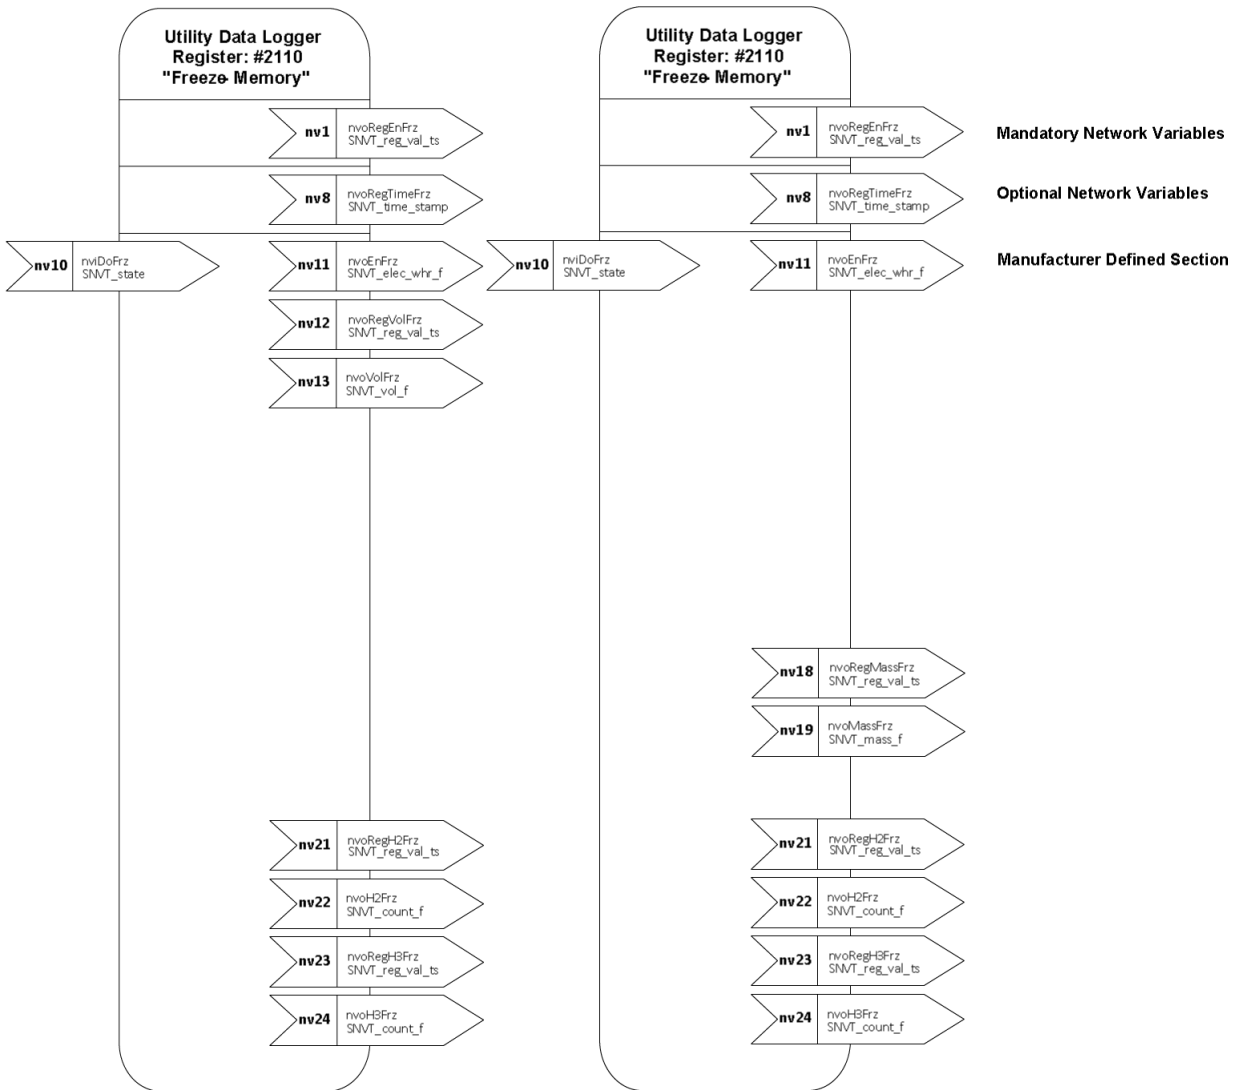 Utility Data Logger
Register: #2110
"Freeze Memory"
nv1
nvoRegEnFrz
SNVT_reg_val_ts
nv8
nvoRegTimeFrz
SNVT_time_stamp
nv10
nviDoFrz
SNVT_state
nv11
nvoEnFrz
SNVT_elec_whr_f
nv12
nvoRegVolFrz
SNVT_reg_val_ts
nv13
nvoVolFrz
SNVT_vol_f
nv21
nvoRegH2Frz
SNVT_reg_val_ts
nv22
nvoH2Frz
SNVT_count_f
nv23
nvoRegH3Frz
SNVT_reg_val_ts
nv24
nvoH3Frz
SNVT_count_f
Utility Data Logger
Register: #2110
"Freeze Memory"
nv1
nvoRegEnFrz
SNVT_reg_val_ts
nv8
nvoRegTimeFrz
SNVT_time_stamp
nv10
nviDoFrz
SNVT_state
nv11
nvoEnFrz
SNVT_elec_whr_f
nv18
nvoRegMassFrz
SNVT_reg_val_ts
nv19
nvoMassFrz
SNVT_mass_f
nv21
nvoRegH2Frz
SNVT_reg_val_ts
nv22
nvoH2Frz
SNVT_count_f
nv23
nvoRegH3Frz
SNVT_reg_val_ts
nv24
nvoH3Frz
SNVT_count_f
Mandatory Network Variables
Optional Network Variables
Manufacturer Defined Section